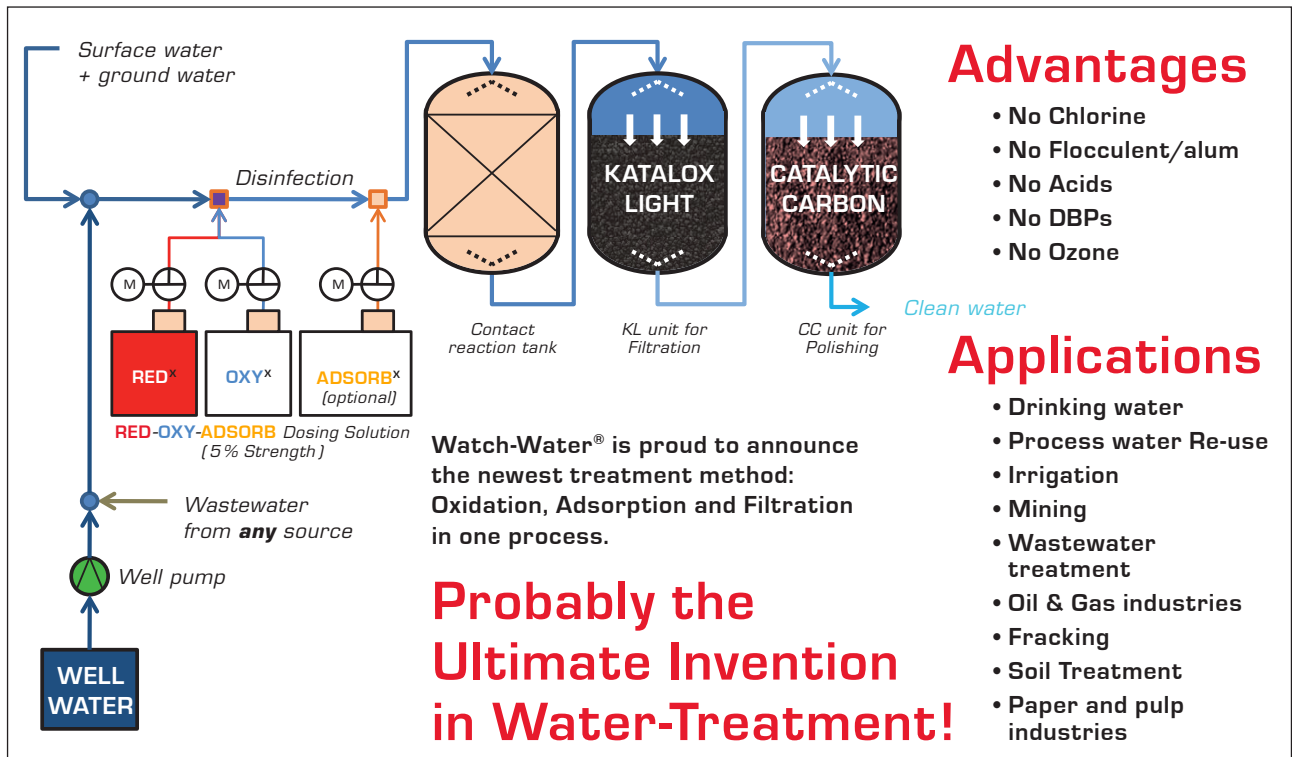 Surface water
+ ground water
Disinfection
M
M
M
REDˣ
OXYˣ
ADSORBˣ
(optional)
RED-OXY-ADSORB Dosing Solution
(5% Strength)
Wastewater
from any source
Well pump
WELL
WATER
KATALOX
LIGHT
CATALYTIC
CARBON
Contact
reaction tank
KL unit for
Filtration
CC unit for
Polishing
Clean water
Watch-Water® is proud to announce
the newest treatment method:
Oxidation, Adsorption and Filtration
in one process.
Probably the
Ultimate Invention
in Water-Treatment!
Advantages
• No Chlorine
• No Flocculent/alum
• No Acids
• No DBPs
• No Ozone
Applications
• Drinking water
• Process water Re-use
• Irrigation
• Mining
• Wastewater
treatment
• Oil & Gas industries
• Fracking
• Soil Treatment
• Paper and pulp
industries